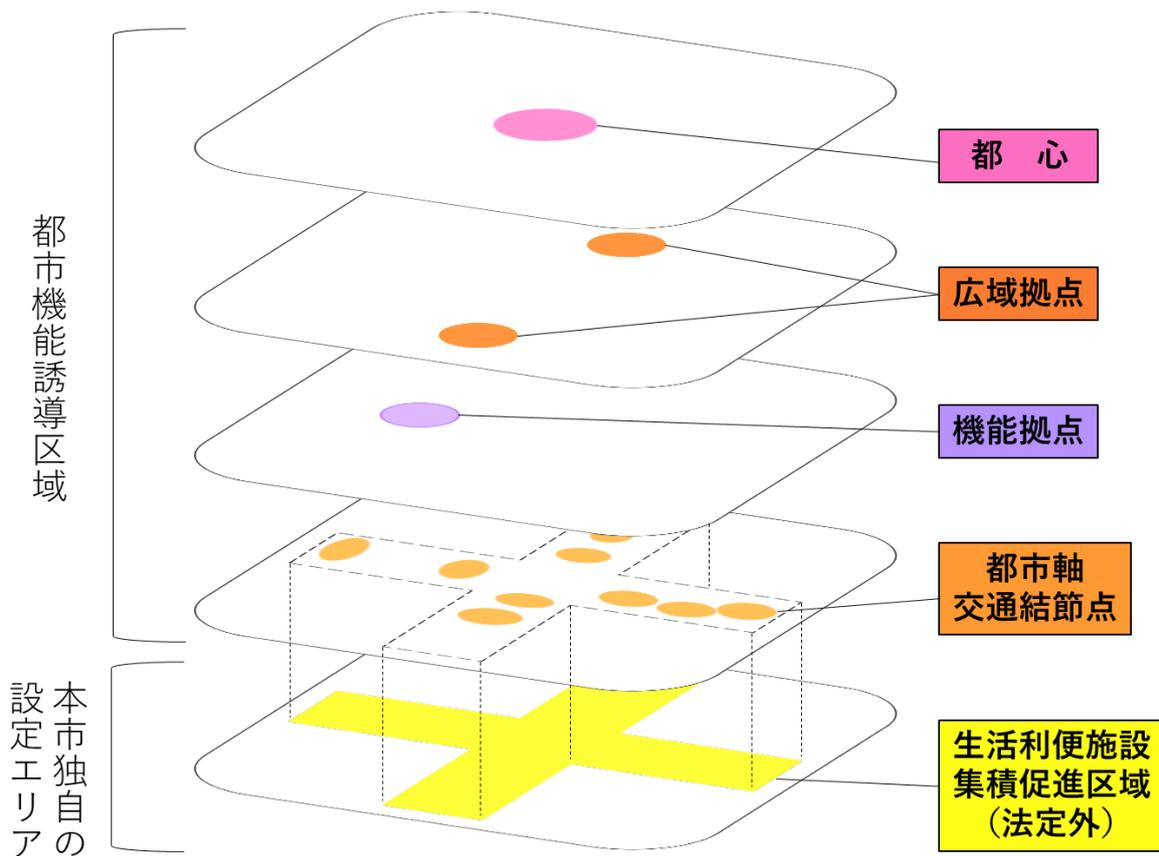 都市機能誘導区域
都　心
広域拠点
機能拠点
都市軸
交通結節点
本市独自の
設定エリア
生活利便施設
集積促進区域
（法定外）